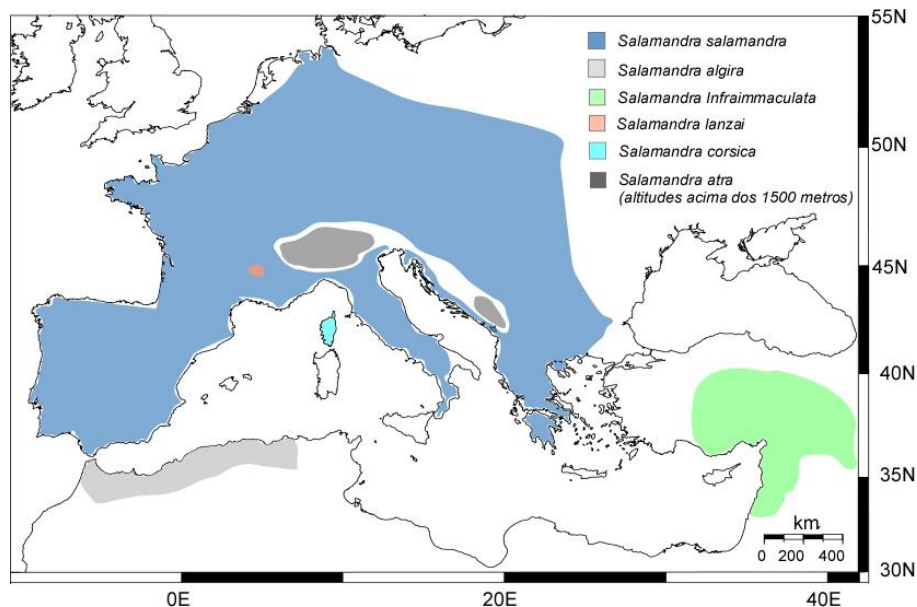 55N
Salamandra salamandra
Salamandra algira
Salamandra Infraimmaculata
Salamandra lanzai
Salamandra corsica
Salamandra atra
(altitudes acima dos 1500 metros)
50N
45N
40N
35N
km
0 200 400
30N
0E 20E 40E